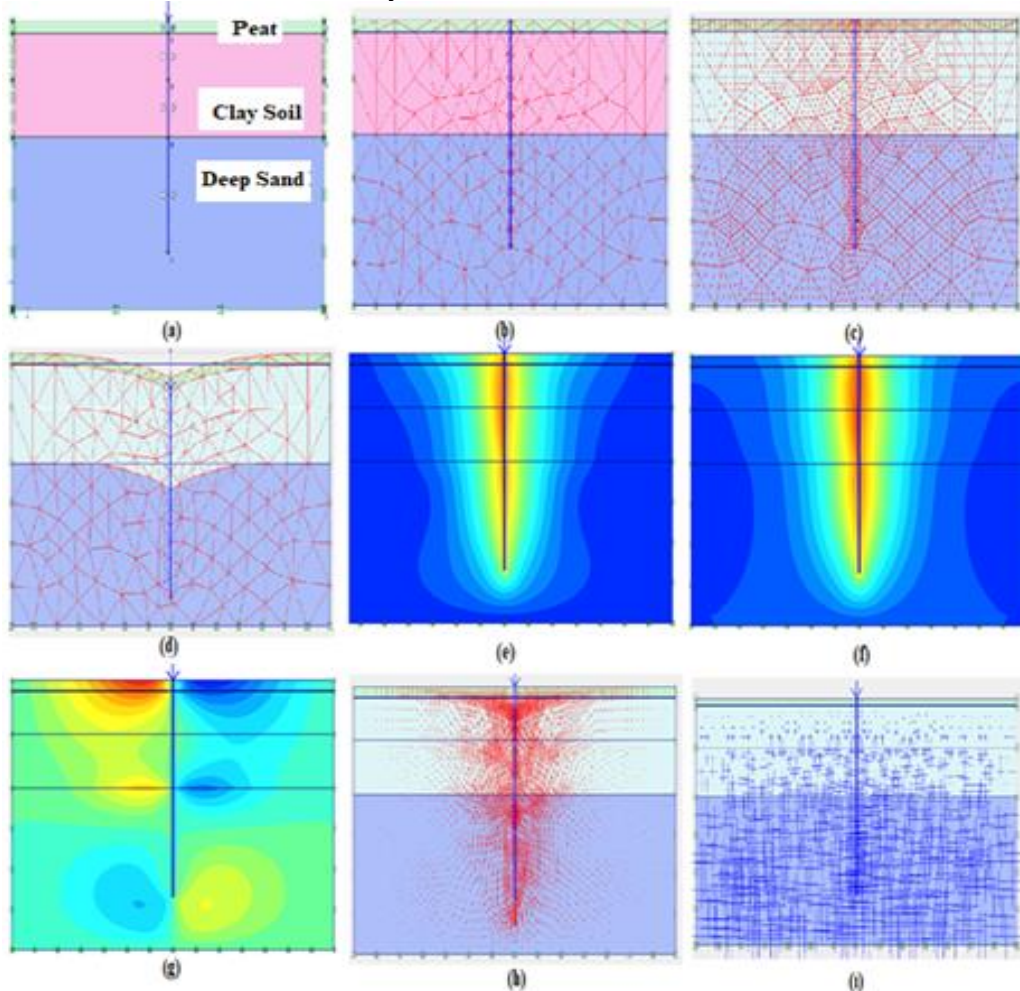 Peat
Clay Soil
Deep Sand
(a)
(b)
(c)
(d)
(e)
(f)
(g)
(h)
(i)